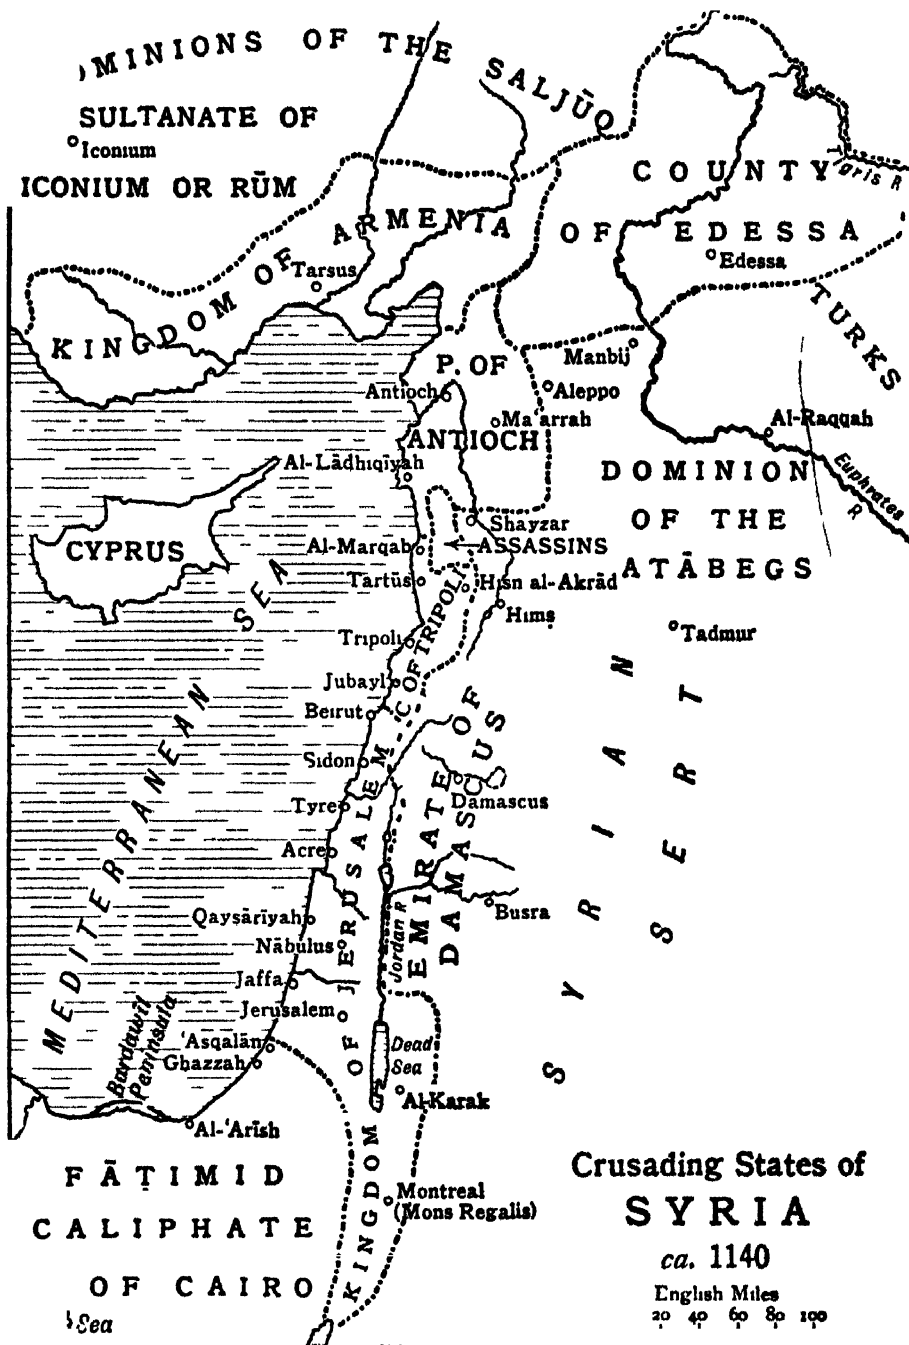 OMINIONS OF THE SALJŪQ
SULTANATE OF
Iconium
ICONIUM OR RŪM
COUNTY
Tigris R
OF EDESSA
Edessa
KINGDOM OF ARMENIA
Tarsus
TURKS
Manbij
P. OF
Antioch
Aleppo
Ma'arrah
ANTIOCH
Al-Raqqah
Al-Lādhiqīyah
DOMINION
Euphrates
R
Shayzar
OF THE
CYPRUS
Al-Marqab
ASSASSINS
Tartūs
Hisn al-Akrād
ATĀBEGS
Hims
C OF TRIPOLI
Tripoli
Tadmur
Jubayl
Beirut
Sidon
Damascus
Tyre
Acre
EMIRATE OF
DAMASCUS
Qaysārīyah
Busra
Nābulus
Jordan R
Jaffa
SYRIAN
DESERT
MEDITERRANEAN SEA
Jerusalem
Bardawīl
Peninsula
'Asqalān
Dead
Sea
Ghazzah
Al-Karak
Al-'Arīsh
KINGDOM OF JERUSALEM
FĀṬIMID
CALIPHATE
OF CAIRO
Montreal
(Mons Regalis)
Sea
Crusading States of
SYRIA
ca. 1140
English Miles
20 40 60 80 100